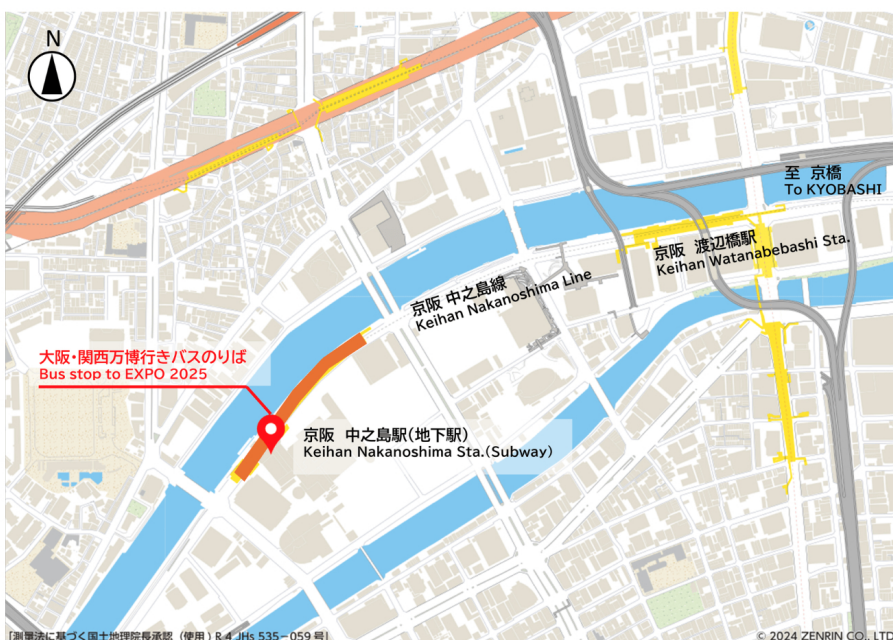 N
至 京橋
To KYOBASHI
京阪 渡辺橋駅
Keihan Watanabebashi Sta.
京阪 中之島線
Keihan Nakanoshima Line
大阪・関西万博行きバスのりば
Bus stop to EXPO 2025
京阪 中之島駅(地下駅)
Keihan Nakanoshima Sta.(Subway)
「測量法に基づく国土地理院長承認（使用）R 4 JHs 535－059 号」
© 2024 ZENRIN CO., LTD